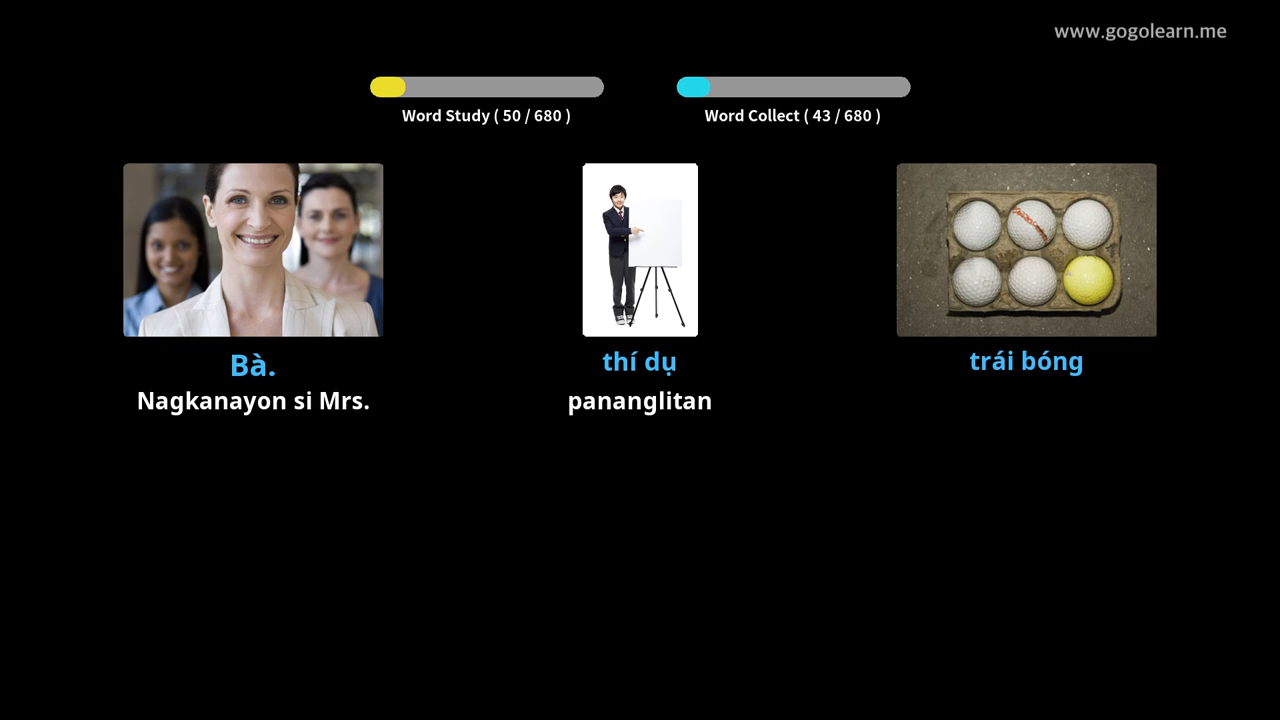 www.gogolearn.me
Word Study ( 50 / 680 )
Word Collect ( 43 / 680 )
Bà.
Nagkanayon si Mrs.
thí dụ
pananglitan
trái bóng